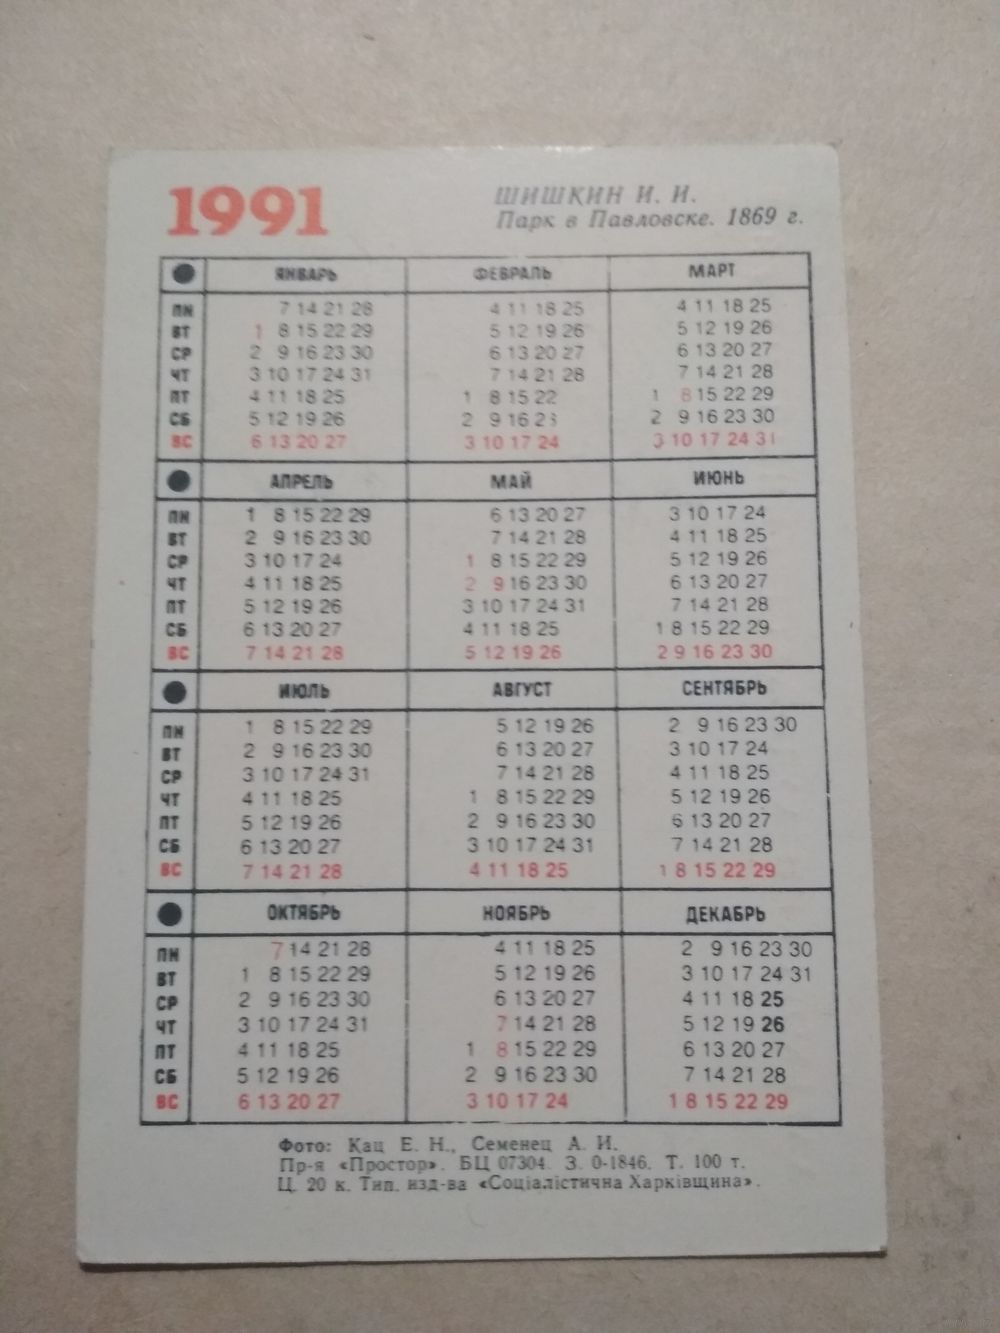 1991
ШИШКИН И. И.
Парк в Павловске. 1869 г.
ЯНВАРЬ ФЕВРАЛЬ МАРТ
ПН 7 14 21 28 4 11 18 25 4 11 18 25
ВТ 1 8 15 22 29 5 12 19 26 5 12 19 26
СР 2 9 16 23 30 6 13 20 27 6 13 20 27
ЧТ 3 10 17 24 31 7 14 21 28 7 14 21 28
ПТ 4 11 18 25 1 8 15 22 1 8 15 22 29
СБ 5 12 19 26 2 9 16 23 2 9 16 23 30
ВС 6 13 20 27 3 10 17 24 3 10 17 24 31
АПРЕЛЬ МАЙ ИЮНЬ
ПН 1 8 15 22 29 6 13 20 27 3 10 17 24
ВТ 2 9 16 23 30 7 14 21 28 4 11 18 25
СР 3 10 17 24 1 8 15 22 29 5 12 19 26
ЧТ 4 11 18 25 2 9 16 23 30 6 13 20 27
ПТ 5 12 19 26 3 10 17 24 31 7 14 21 28
СБ 6 13 20 27 4 11 18 25 1 8 15 22 29
ВС 7 14 21 28 5 12 19 26 2 9 16 23 30
ИЮЛЬ АВГУСТ СЕНТЯБРЬ
ПН 1 8 15 22 29 5 12 19 26 2 9 16 23 30
ВТ 2 9 16 23 30 6 13 20 27 3 10 17 24
СР 3 10 17 24 31 7 14 21 28 4 11 18 25
ЧТ 4 11 18 25 1 8 15 22 29 5 12 19 26
ПТ 5 12 19 26 2 9 16 23 30 6 13 20 27
СБ 6 13 20 27 3 10 17 24 31 7 14 21 28
ВС 7 14 21 28 4 11 18 25 1 8 15 22 29
ОКТЯБРЬ НОЯБРЬ ДЕКАБРЬ
ПН 7 14 21 28 4 11 18 25 2 9 16 23 30
ВТ 1 8 15 22 29 5 12 19 26 3 10 17 24 31
СР 2 9 16 23 30 6 13 20 27 4 11 18 25
ЧТ 3 10 17 24 31 7 14 21 28 5 12 19 26
ПТ 4 11 18 25 1 8 15 22 29 6 13 20 27
СБ 5 12 19 26 2 9 16 23 30 7 14 21 28
ВС 6 13 20 27 3 10 17 24 1 8 15 22 29
Фото: Кац Е. Н., Семенец А. И.
Пр-я «Простор». БЦ 07304. З. 0-1846. Т. 100 т.
Ц. 20 к. Тип. изд-ва «Соціалістична Харківщина».